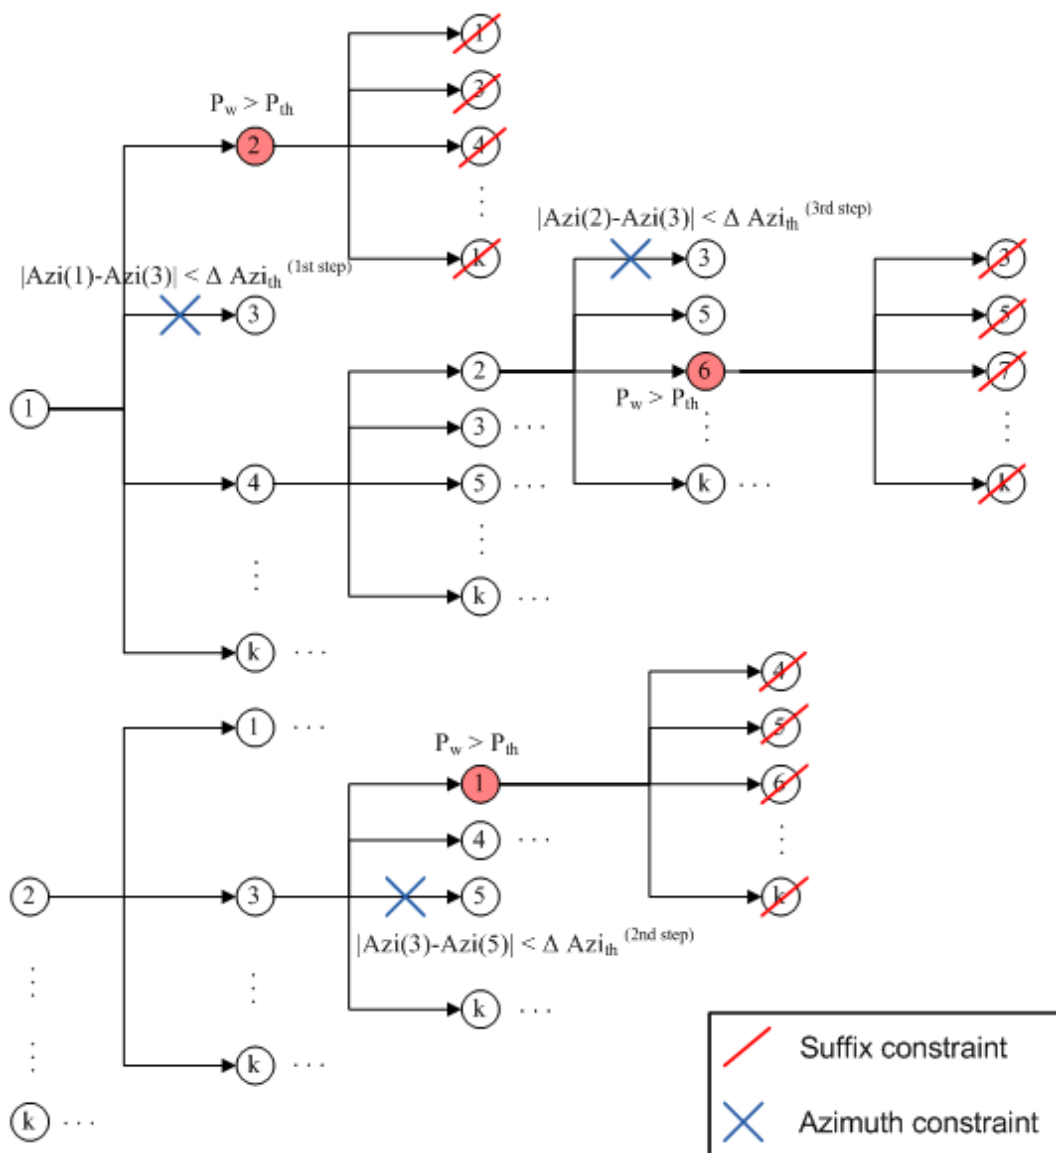 1
3
P_w > P_th
2
4
⋮
|Azi(2)-Azi(3)| < Δ Azi_th (3rd step)
k
3
3
|Azi(1)-Azi(3)| < Δ Azi_th (1st step)
3
5
5
2
6
7
1
P_w > P_th
3 ...
⋮
⋮
4
5 ...
k ...
k
⋮
⋮
k ...
k ...
4
1 ...
5
P_w > P_th
1
6
4 ...
⋮
2
3
5
k
|Azi(3)-Azi(5)| < Δ Azi_th (2nd step)
⋮
⋮
k ...
⋮
k ...
k ...
Suffix constraint
Azimuth constraint